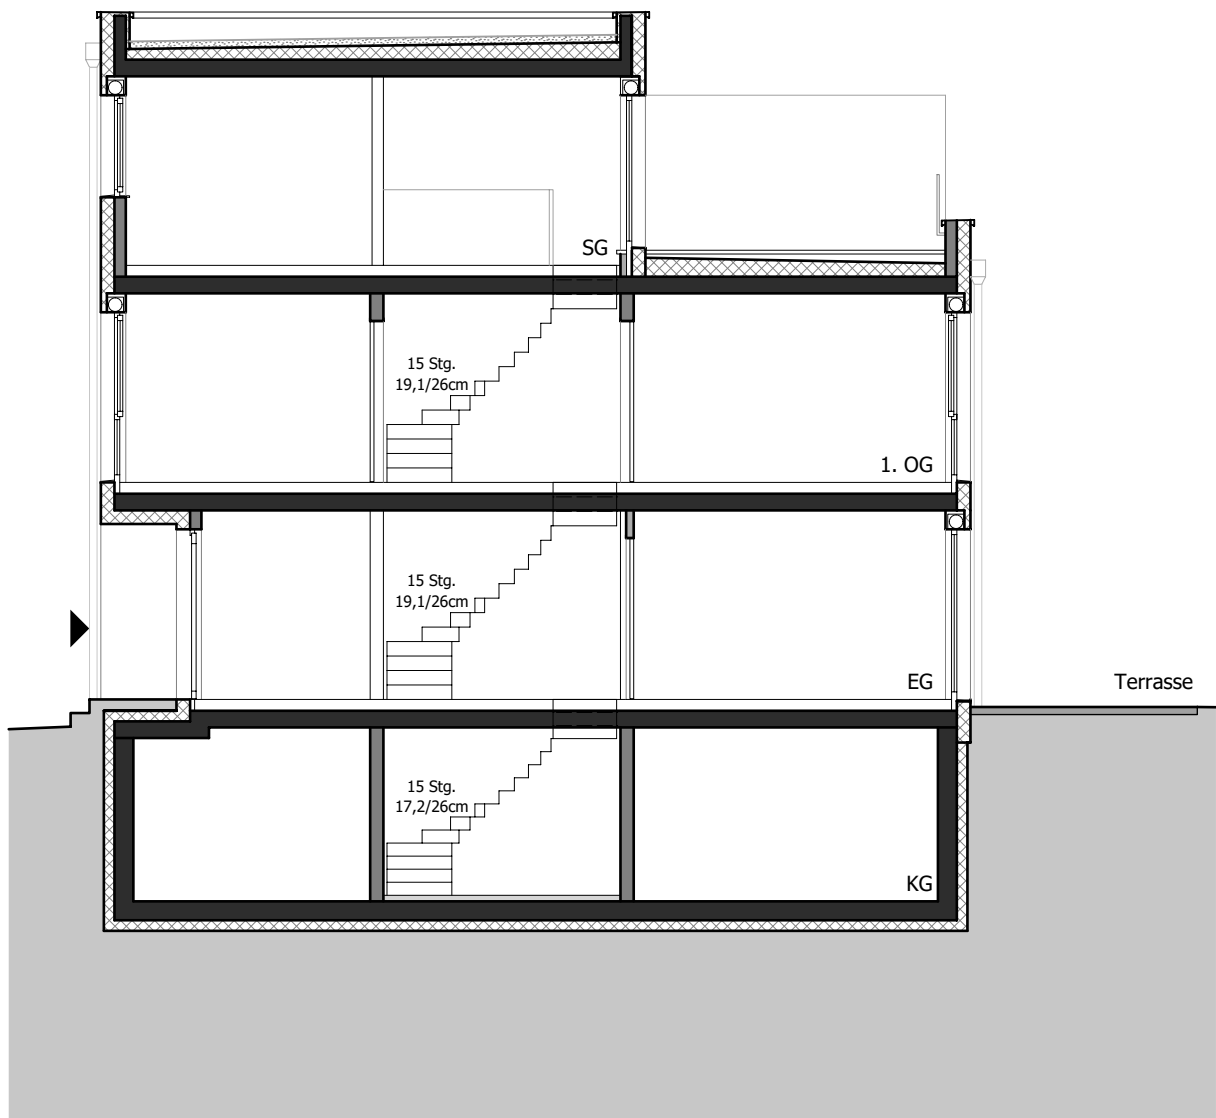 SG
15 Stg.
19,1/26cm
1. OG
15 Stg.
19,1/26cm
EG
Terrasse
15 Stg.
17,2/26cm
KG